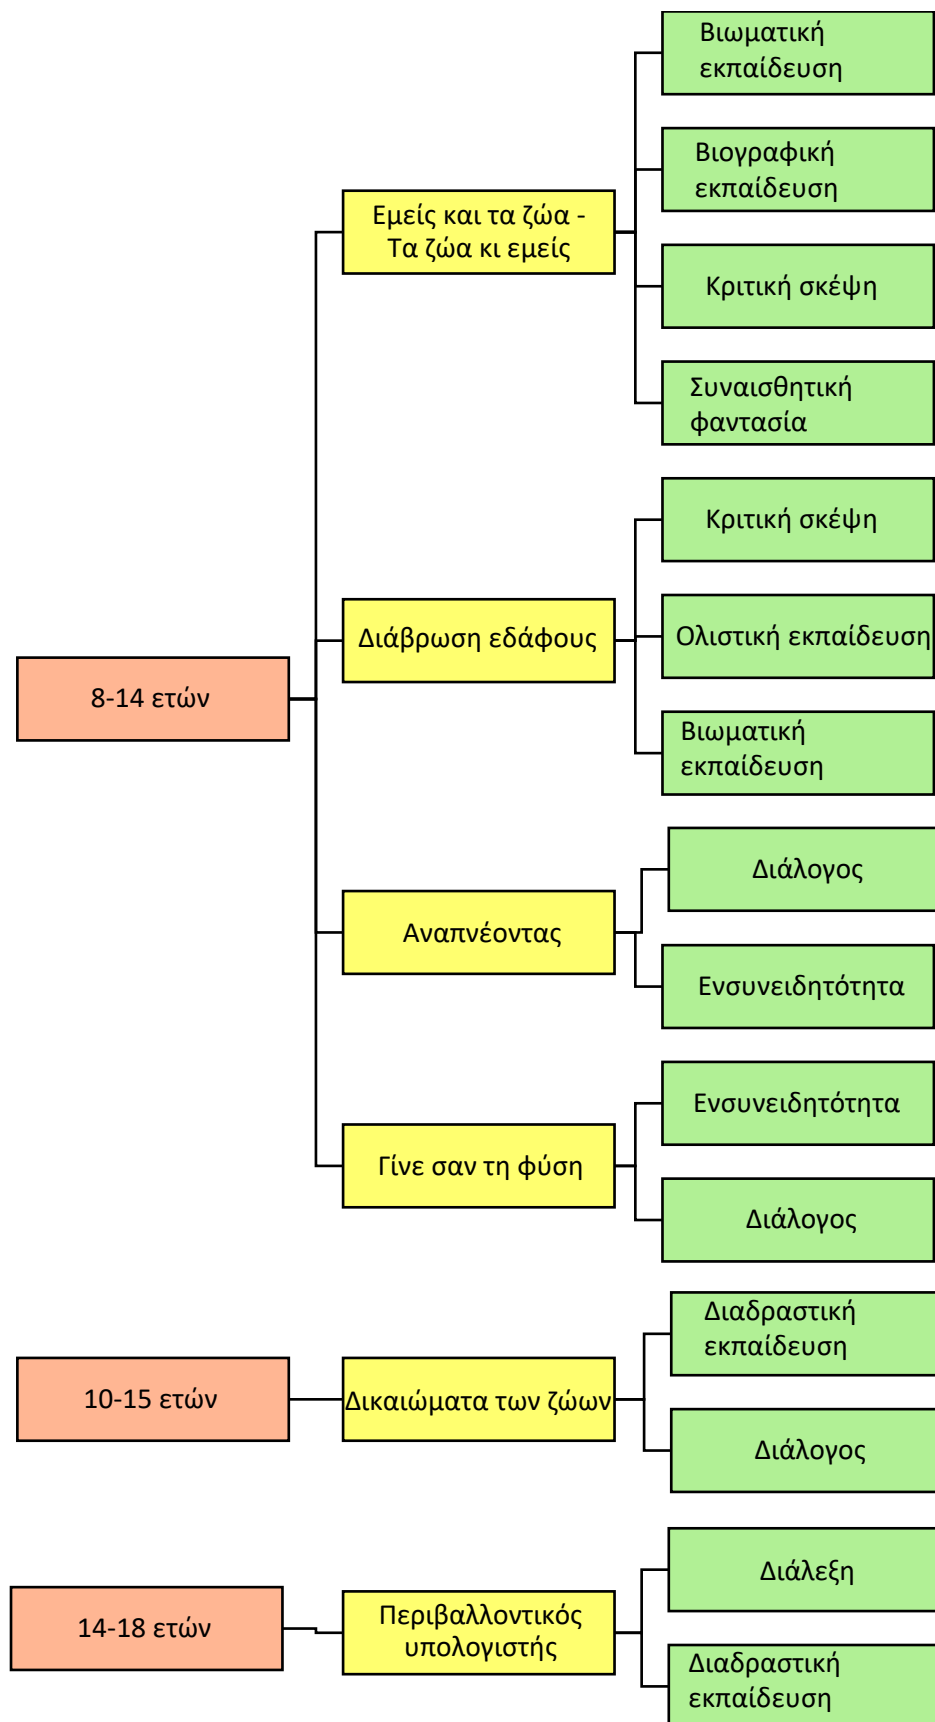 Βιωματική
εκπαίδευση
Βιογραφική
εκπαίδευση
Εμείς και τα ζώα -
Τα ζώα κι εμείς
Κριτική σκέψη
Συναισθητική
φαντασία
Κριτική σκέψη
Διάβρωση εδάφους
Ολιστική εκπαίδευση
8-14 ετών
Βιωματική
εκπαίδευση
Διάλογος
Αναπνέοντας
Ενσυνειδητότητα
Ενσυνειδητότητα
Γίνε σαν τη φύση
Διάλογος
Διαδραστική
εκπαίδευση
10-15 ετών
Δικαιώματα των ζώων
Διάλογος
Διάλεξη
14-18 ετών
Περιβαλλοντικός
υπολογιστής
Διαδραστική
εκπαίδευση